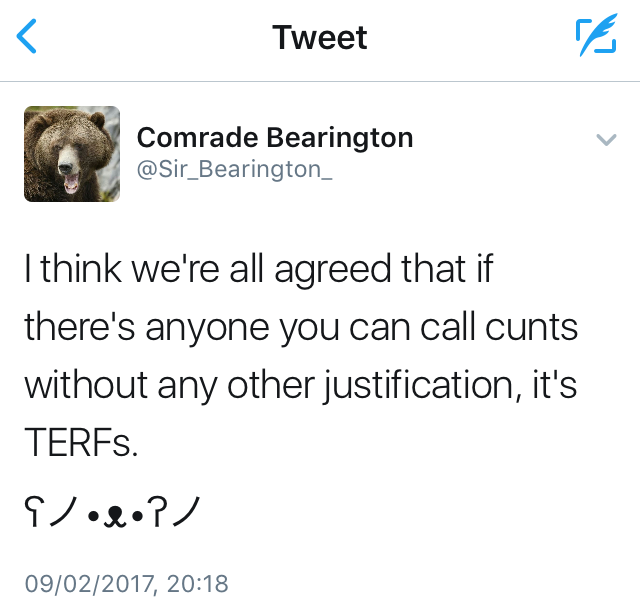 Tweet
Comrade Bearington
@Sir_Bearington_
I think we're all agreed that if
there's anyone you can call cunts
without any other justification, it's
TERFs.
ʕノ•ᴥ•ʔノ
09/02/2017, 20:18